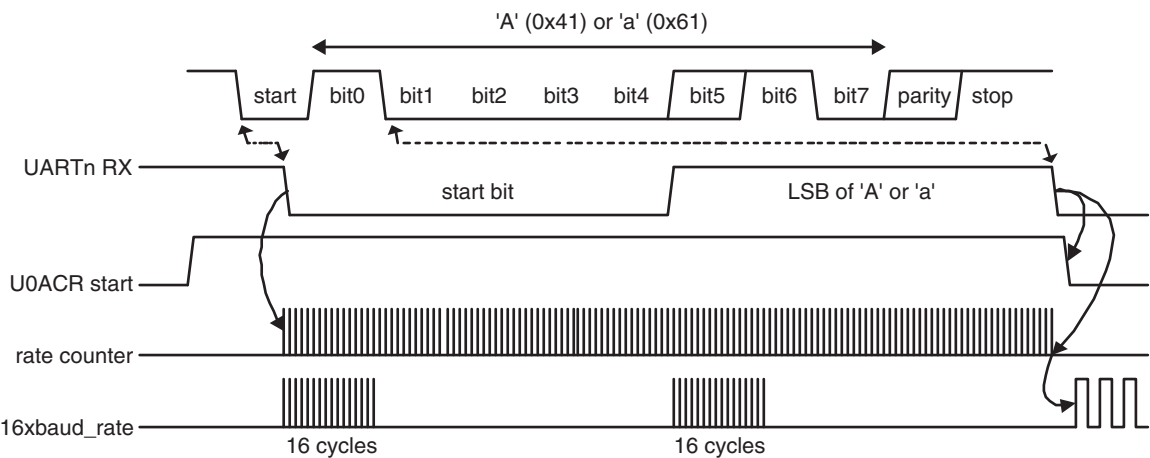 'A' (0x41) or 'a' (0x61)
start bit0 bit1 bit2 bit3 bit4 bit5 bit6 bit7 parity stop
UARTn RX
start bit
LSB of 'A' or 'a'
U0ACR start
rate counter
16xbaud_rate
16 cycles
16 cycles